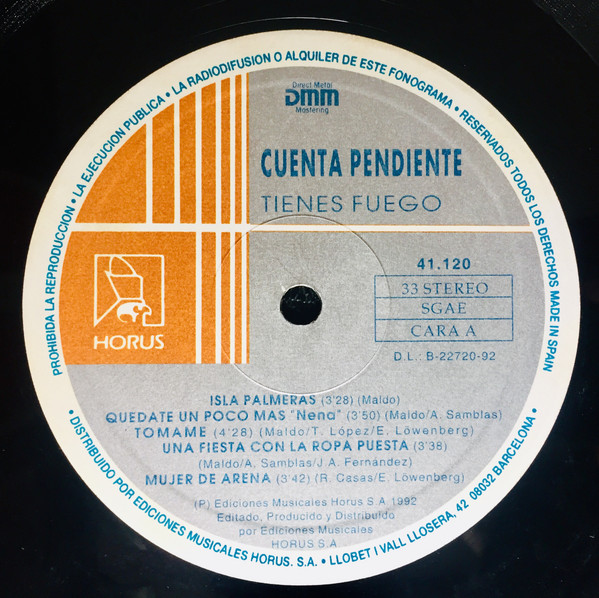 PROHIBIDA LA REPRODUCCION • LA EJECUCION PUBLICA • LA RADIODIFUSION O ALQUILER DE ESTE FONOGRAMA • RESERVADOS TODOS LOS DERECHOS MADE IN SPAIN
Direct Metal
DMM
Mastering
CUENTA PENDIENTE
TIENES FUEGO
HORUS
41.120
33 STEREO
SGAE
CARA A
D.L.: B-22720-92
ISLA PALMERAS (3'28) (Maldo)
QUEDATE UN POCO MAS "Nena" (3'50) (Maldo/A. Samblas)
TOMAME (4'28) (Maldo/T. López/E. Löwenberg)
UNA FIESTA CON LA ROPA PUESTA (3'38)
(Maldo/A. Samblas/J.A. Fernández)
MUJER DE ARENA (3'42) (R. Casas/E. Löwenberg)
(P) Ediciones Musicales Horus S.A 1992
Editado, Producido y Distribuido
por Ediciones Musicales
HORUS S.A
• DISTRIBUIDO POR EDICIONES MUSICALES HORUS. S.A. • LLOBET I VALL LLOSERA, 42 08032 BARCELONA •